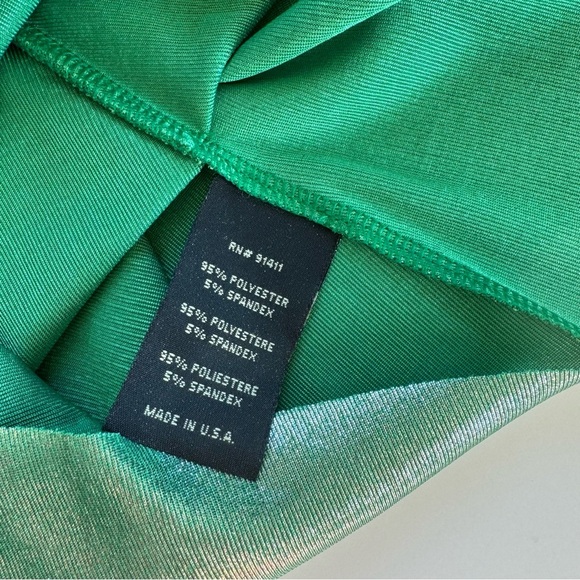 RN# 91411
95% POLYESTER
5% SPANDEX
95% POLYESTERE
5% SPANDEX
95% POLIESTERE
5% SPANDEX
MADE IN U.S.A.